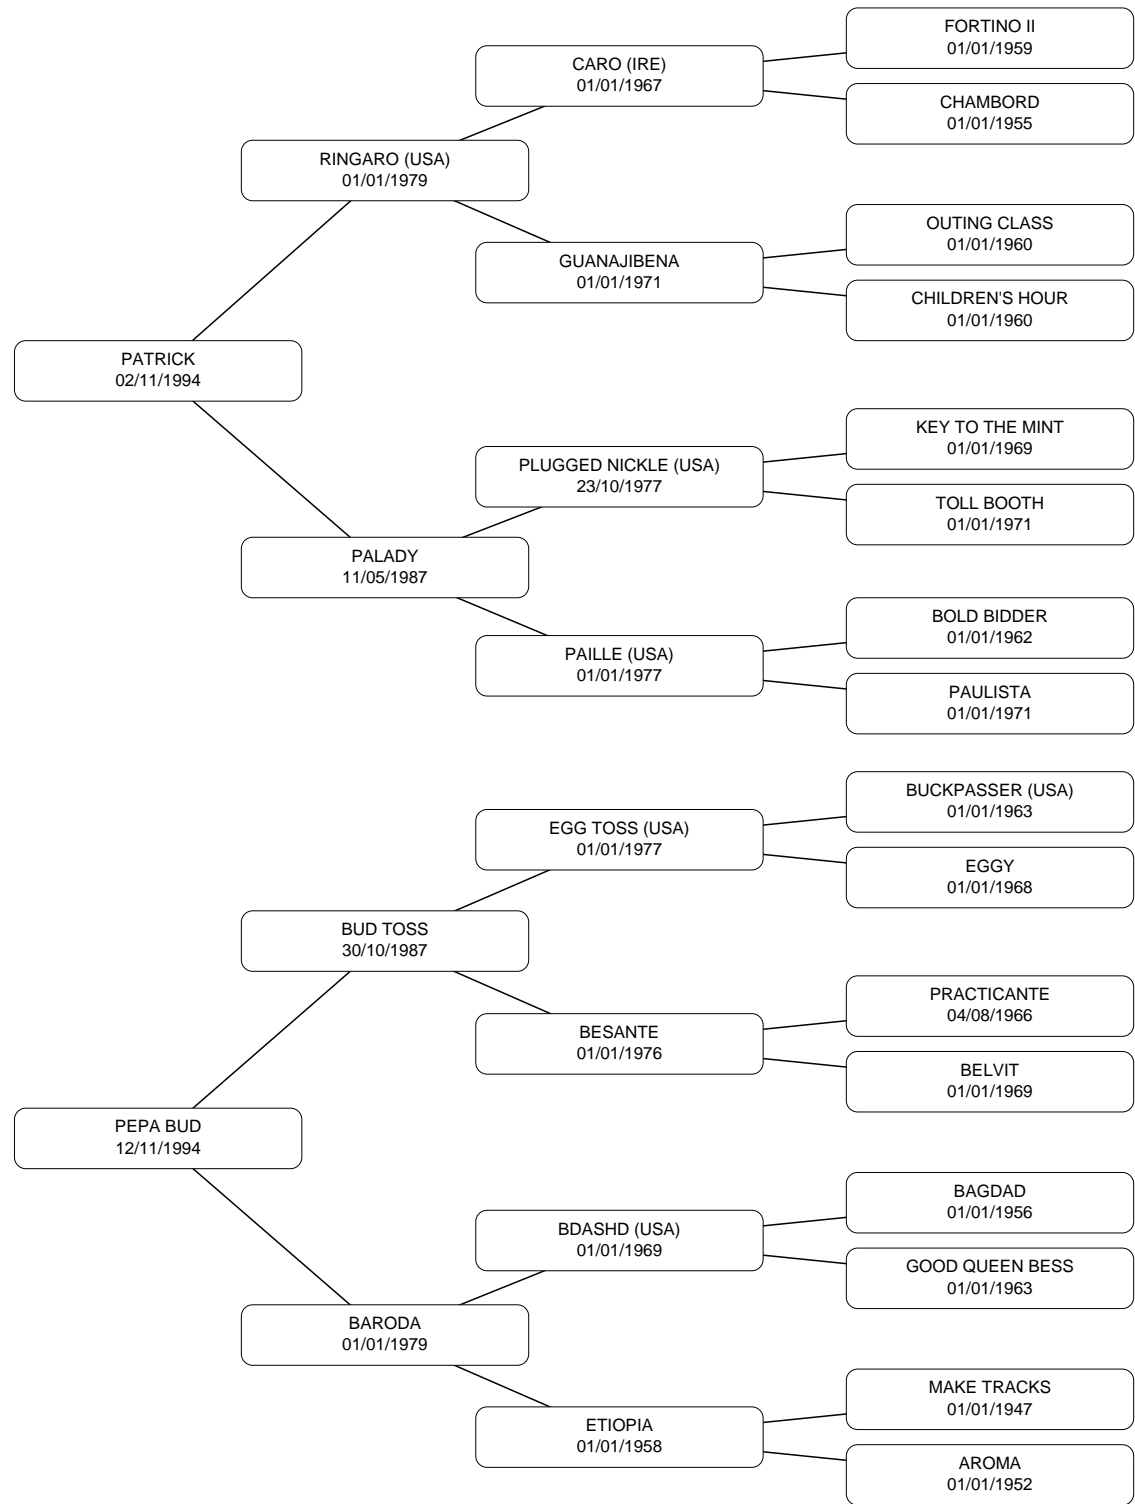 FORTINO II
01/01/1959
CARO (IRE)
01/01/1967
CHAMBORD
01/01/1955
RINGARO (USA)
01/01/1979
OUTING CLASS
01/01/1960
GUANAJIBENA
01/01/1971
CHILDREN'S HOUR
01/01/1960
PATRICK
02/11/1994
KEY TO THE MINT
01/01/1969
PLUGGED NICKLE (USA)
23/10/1977
TOLL BOOTH
01/01/1971
PALADY
11/05/1987
BOLD BIDDER
01/01/1962
PAILLE (USA)
01/01/1977
PAULISTA
01/01/1971
BUCKPASSER (USA)
01/01/1963
EGG TOSS (USA)
01/01/1977
EGGY
01/01/1968
BUD TOSS
30/10/1987
PRACTICANTE
04/08/1966
BESANTE
01/01/1976
BELVIT
01/01/1969
PEPA BUD
12/11/1994
BAGDAD
01/01/1956
BDASHD (USA)
01/01/1969
GOOD QUEEN BESS
01/01/1963
BARODA
01/01/1979
MAKE TRACKS
01/01/1947
ETIOPIA
01/01/1958
AROMA
01/01/1952